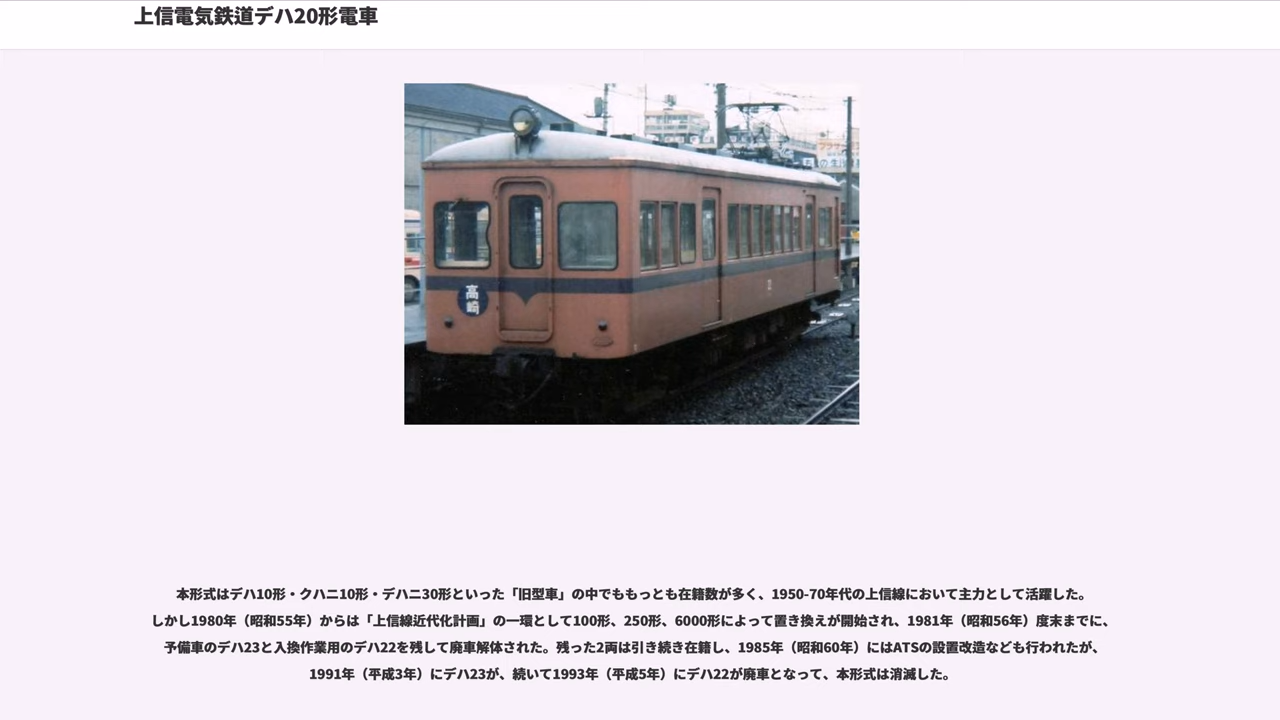 上信電気鉄道デハ20形電車
高
崎
の生
本形式はデハ10形・クハニ10形・デハニ30形といった「旧型車」の中でももっとも在籍数が多く、1950-70年代の上信線において主力として活躍した。
しかし1980年（昭和55年）からは「上信線近代化計画」の一環として100形、250形、6000形によって置き換えが開始され、1981年（昭和56年）度末までに、
予備車のデハ23と入換作業用のデハ22を残して廃車解体された。残った2両は引き続き在籍し、1985年（昭和60年）にはATSの設置改造なども行われたが、
1991年（平成3年）にデハ23が、続いて1993年（平成5年）にデハ22が廃車となって、本形式は消滅した。